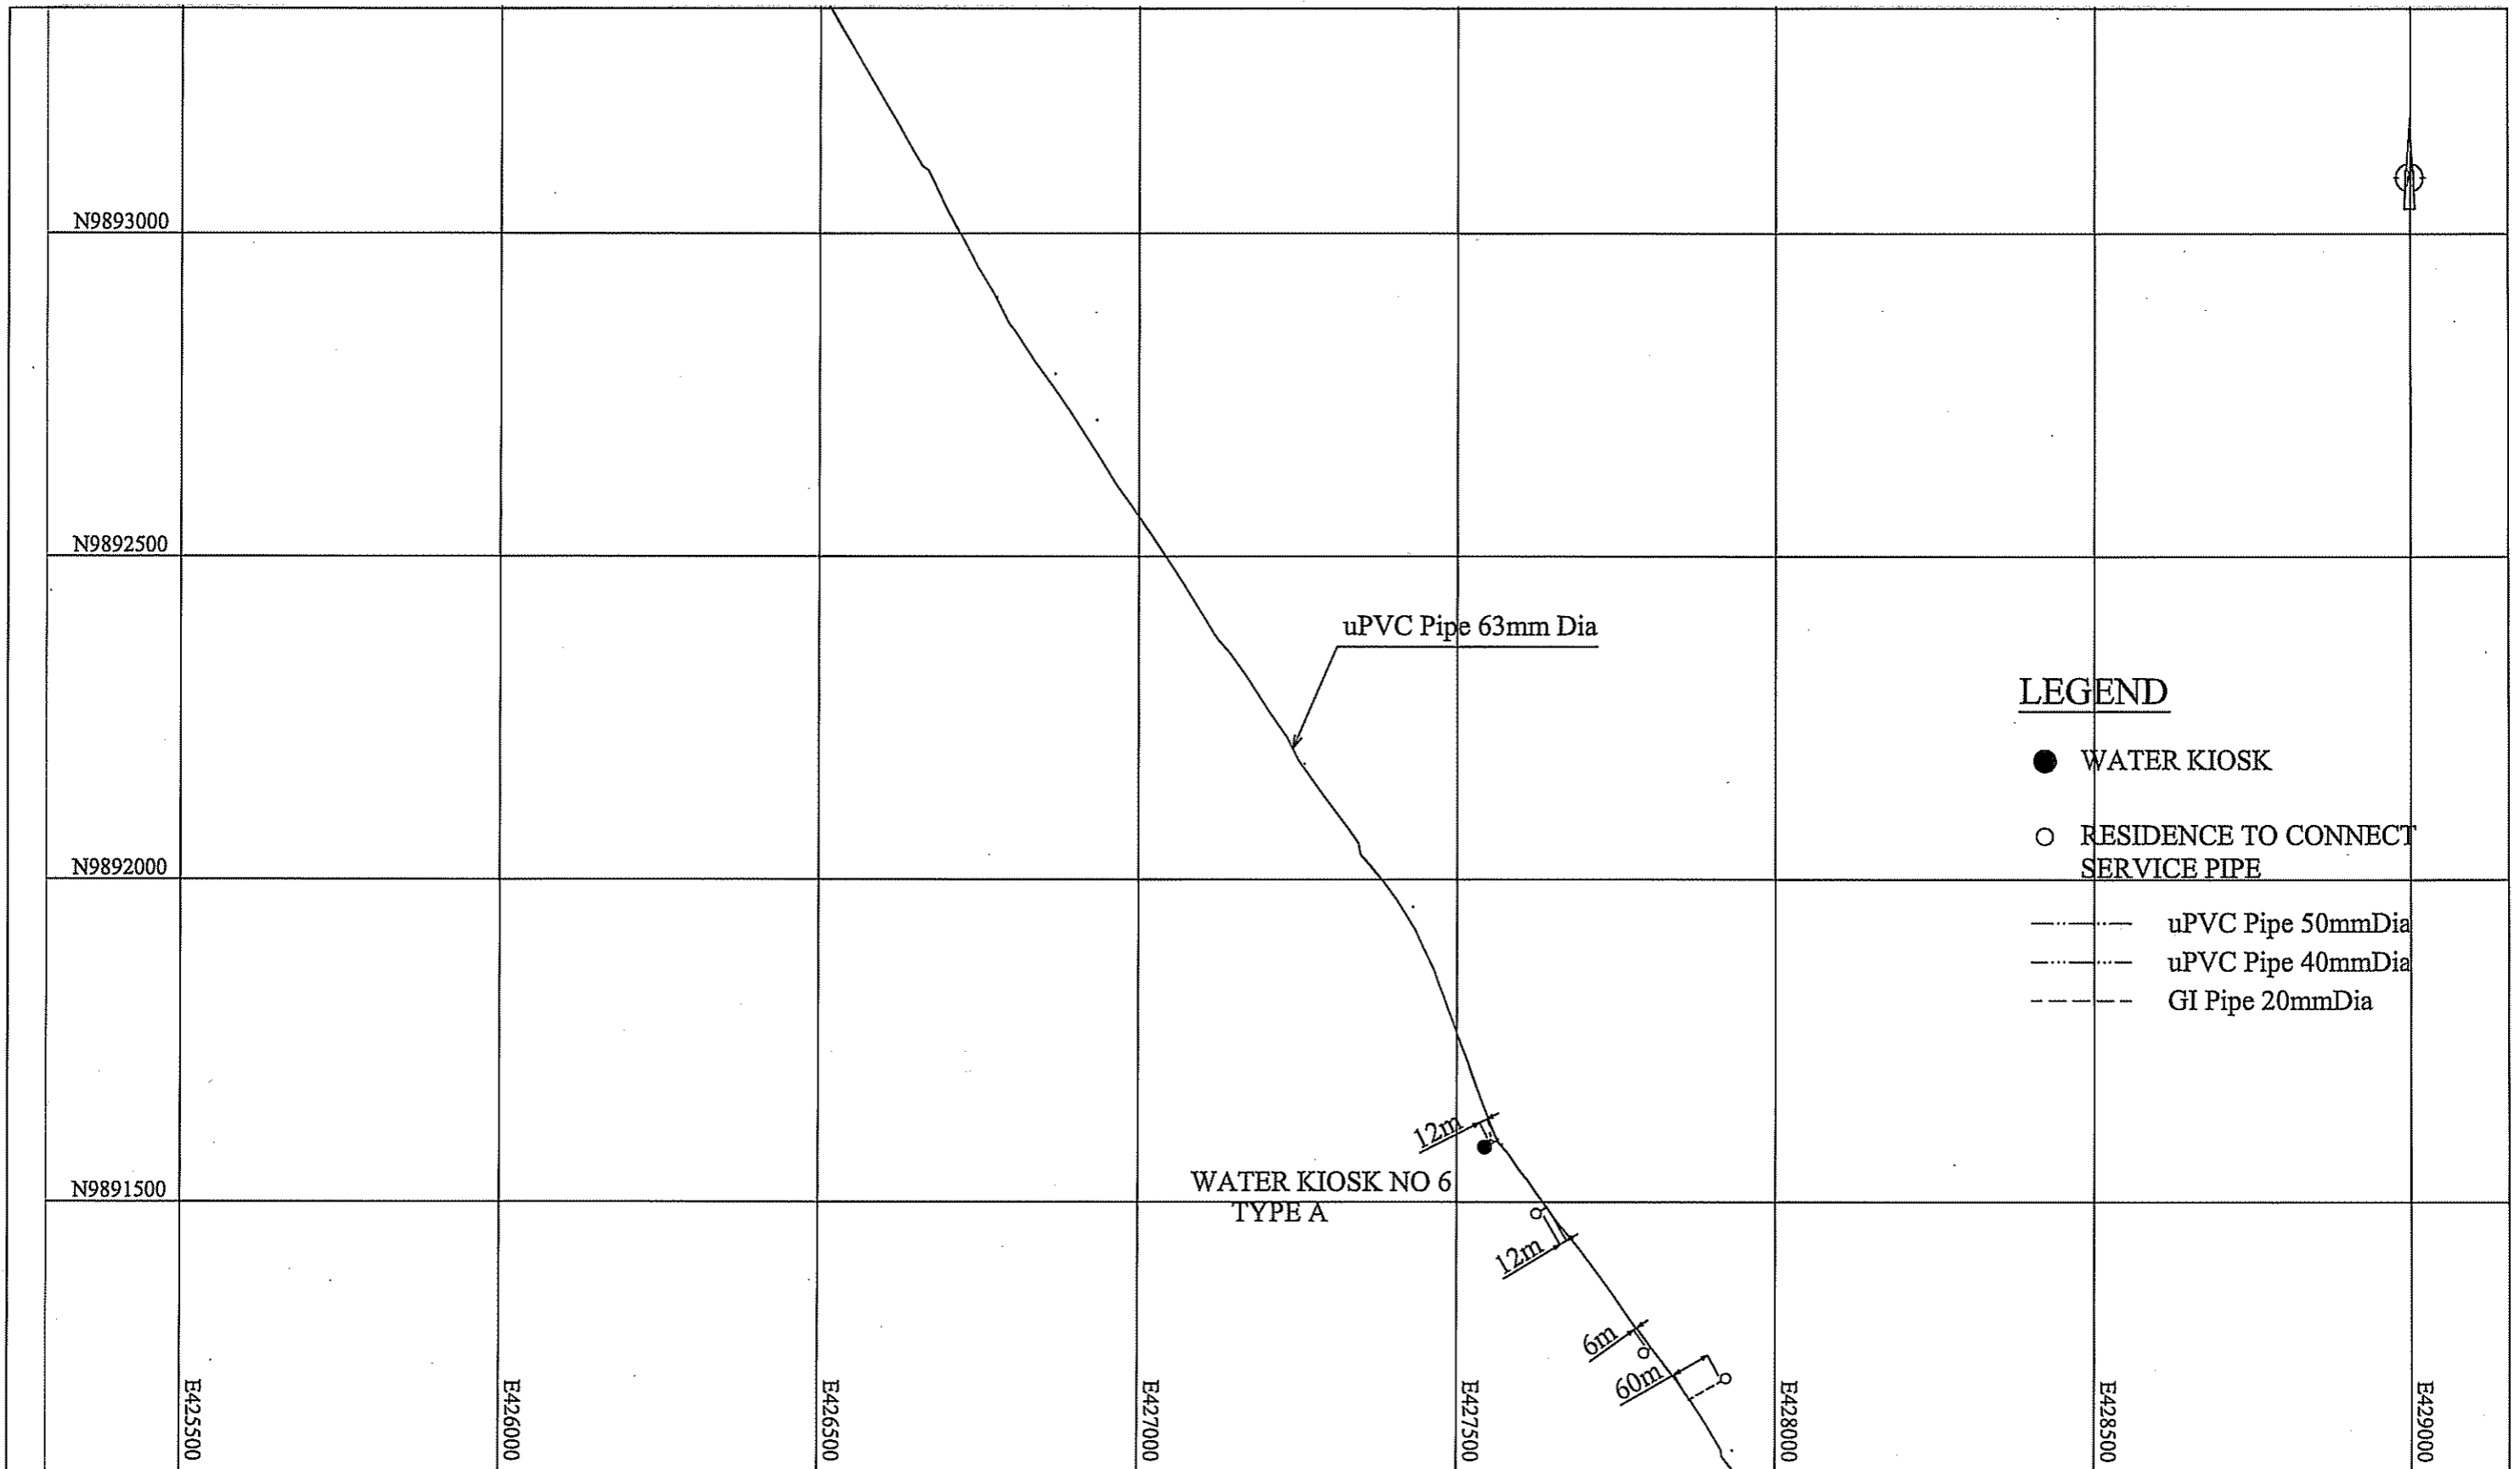 N9893000
N9892500
uPVC Pipe 63mm Dia
LEGEND
WATER KIOSK
RESIDENCE TO CONNECT
SERVICE PIPE
N9892000
uPVC Pipe 50mmDia
uPVC Pipe 40mmDia
GI Pipe 20mmDia
12m
WATER KIOSK NO 6
TYPE A
N9891500
12m
6m
60m
E425500
E426000
E426500
E427000
E427500
E428000
E428500
E429000